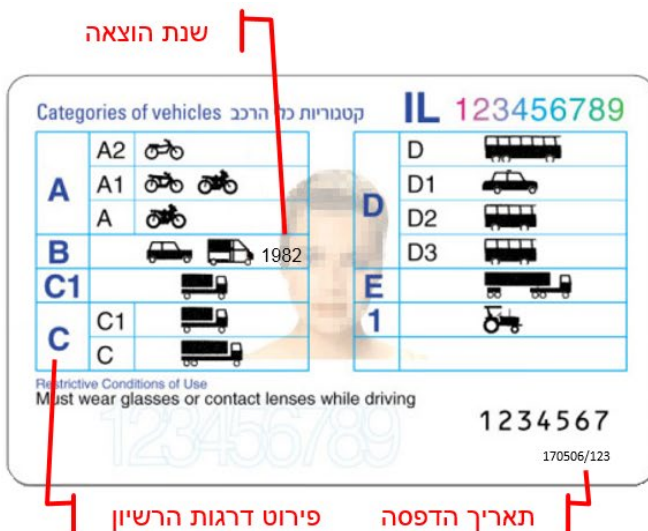 שנת הוצאה
Categories of vehicles קטגוריות כלי הרכב IL 123456789
A
A2
A1
A
B 1982
C1
C
C1
C
D
D
D1
D2
D3
E
1
Restrictive Conditions of Use
Must wear glasses or contact lenses while driving
123456789
1234567
170506/123
פירוט דרגות הרשיון
תאריך הדפסה